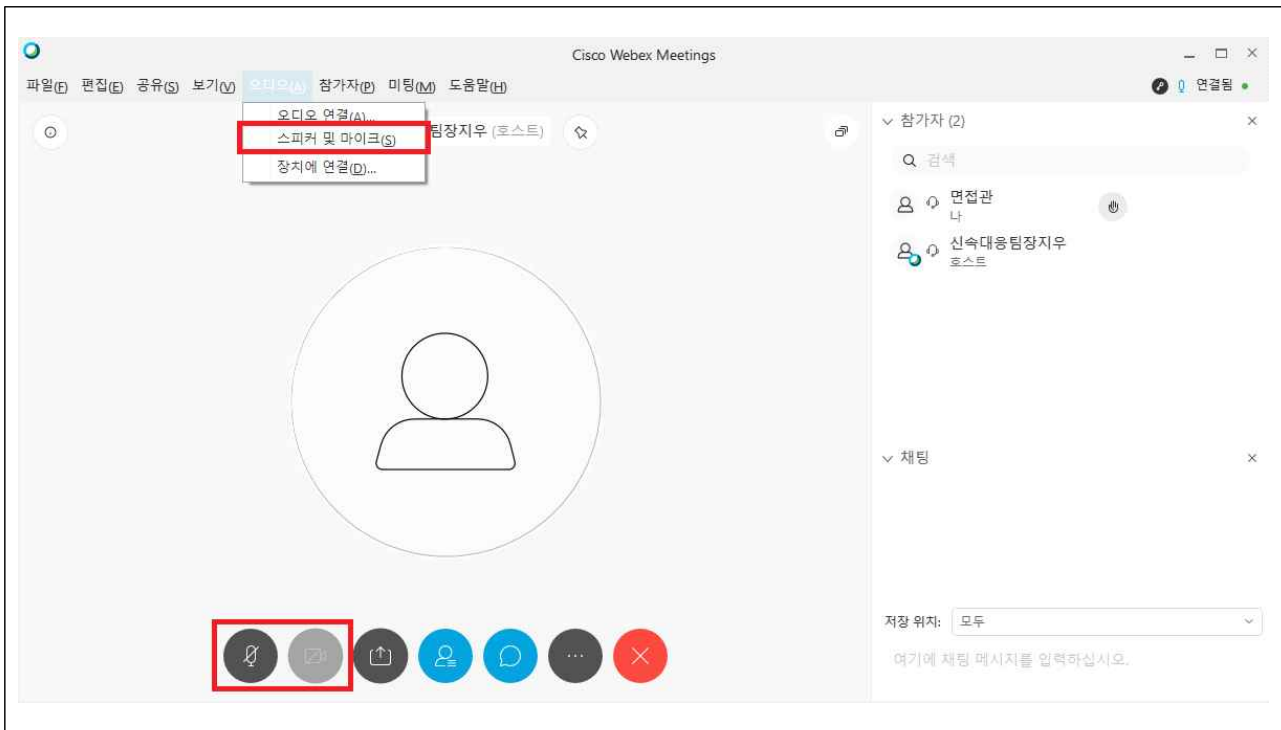 Cisco Webex Meetings
파일(F) 편집(E) 공유(S) 보기(V) 오디오(A) 참가자(P) 미팅(M) 도움말(H)
연결됨
오디오 연결(A)...
스피커 및 마이크(S)
팀장지우 (호스트)
장치에 연결(D)...
참가자 (2)
검색
면접관
나
신속대응팀장지우
호스트
채팅
저장 위치: 모두
여기에 채팅 메시지를 입력하십시오.